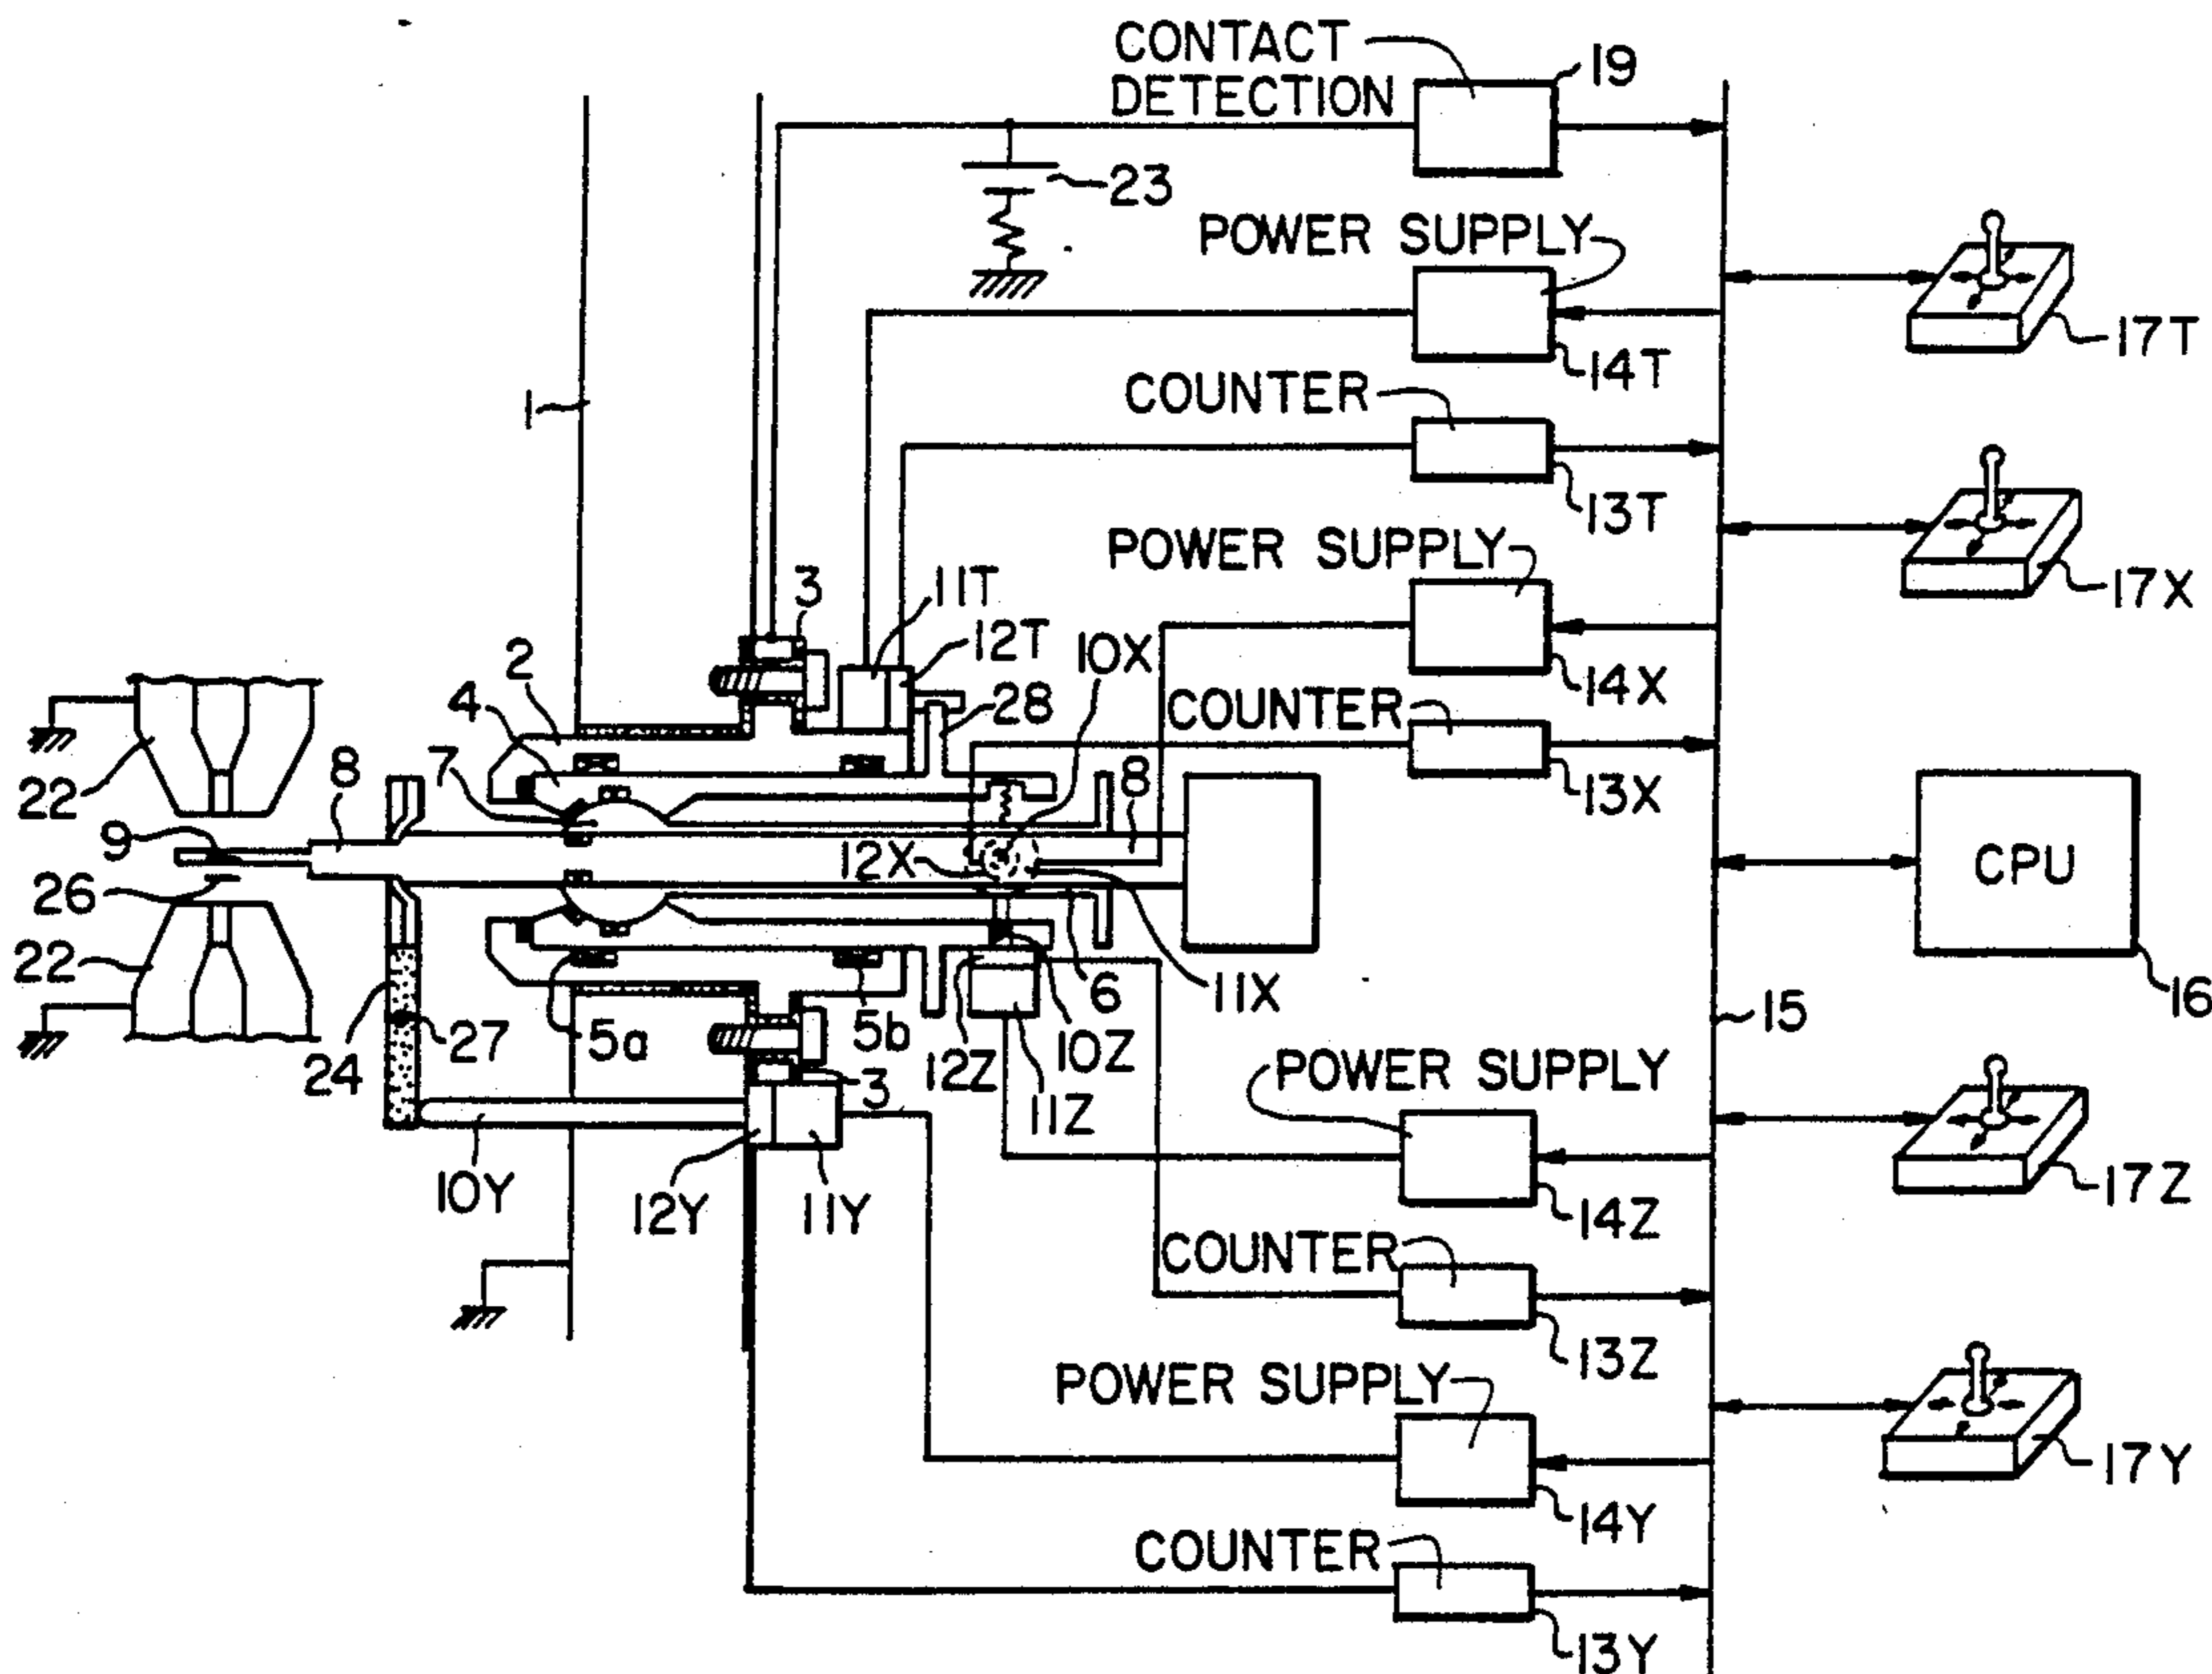 CONTACT
DETECTION
19
23
POWER SUPPLY
14T
17T
1
COUNTER
13T
17X
POWER SUPPLY
3
11T
12T
10X
14X
2
4
28
COUNTER
13X
22
7
8
8
9
12X
CPU
26
22
6
11X
16
15
24
27
5a
5b
12Z
10Z
3
11Z
POWER SUPPLY
10Y
12Y
11Y
14Z
17Z
COUNTER
13Z
POWER SUPPLY
14Y
17Y
COUNTER
13Y